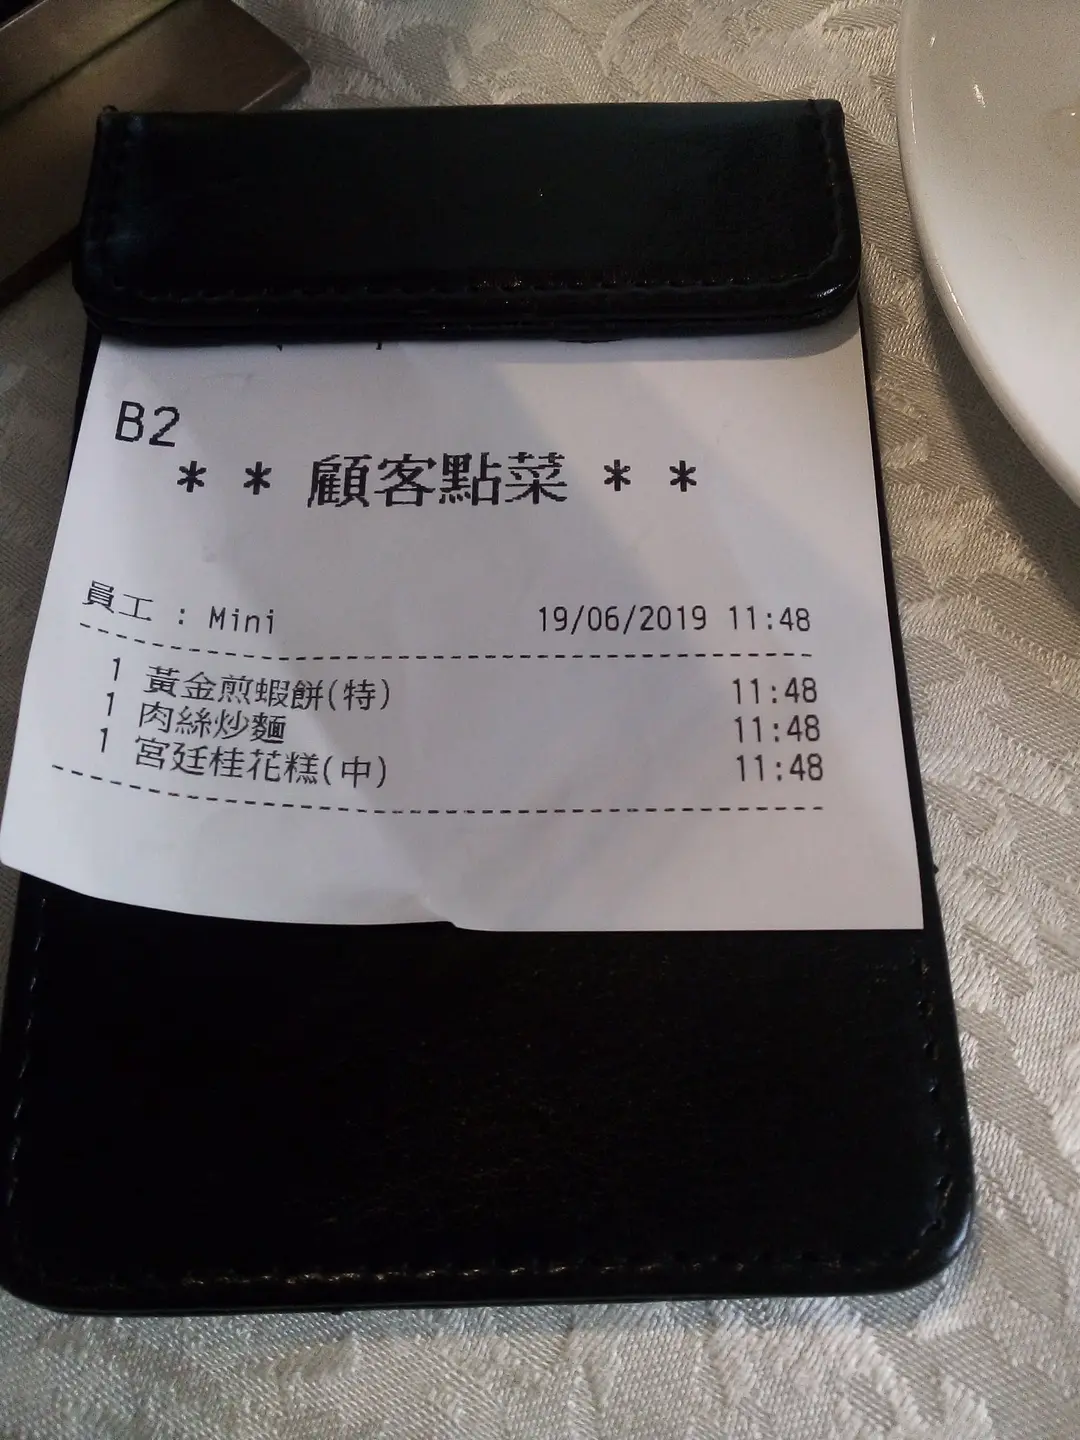 B2
* * 顧客點菜 * *
員工 : Mini 19/06/2019 11:48
1 黃金煎蝦餅(特) 11:48
1 肉絲炒麵 11:48
1 宮廷桂花糕(中) 11:48